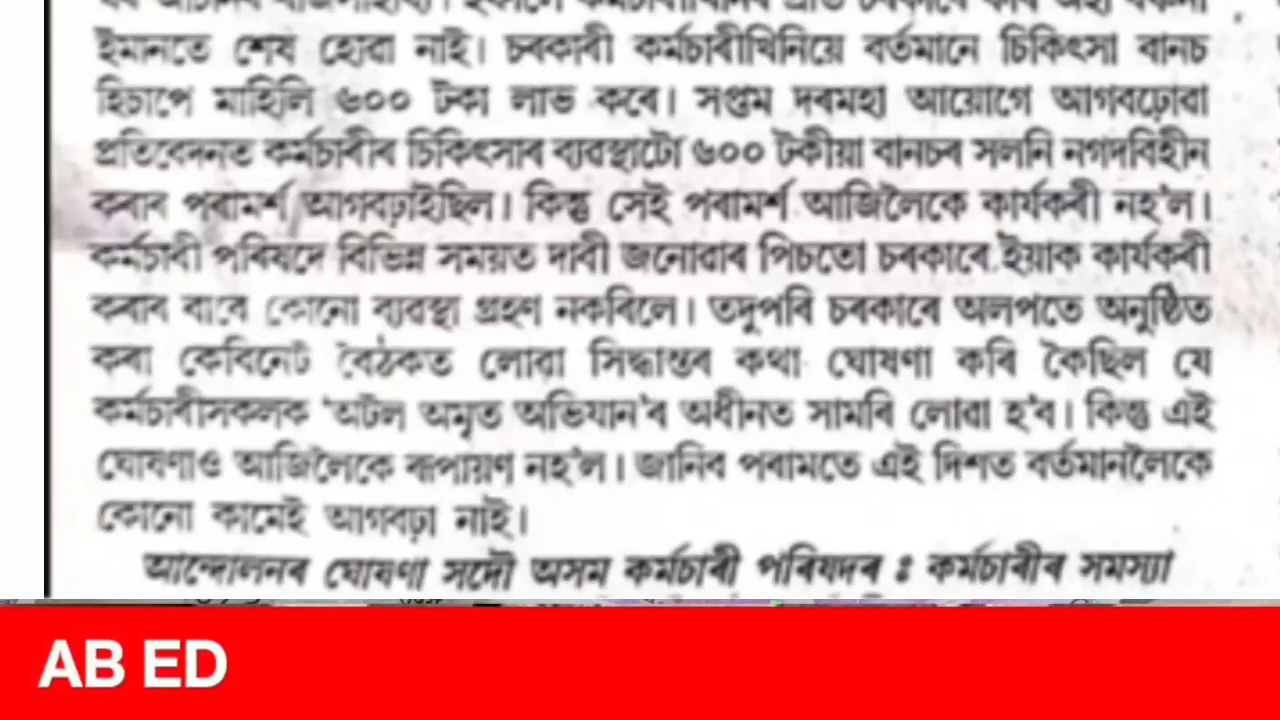 ইমানতে শেষ হোৱা নাই। চৰকাৰী কৰ্মচাৰীখিনিয়ে বৰ্তমানে চিকিৎসা বানচ
হিচাপে মাহিলি ৬০০ টকা লাভ কৰে। সপ্তম দৰমহা আয়োগে আগবঢ়োৱা
প্ৰতিবেদনত কৰ্মচাৰীৰ চিকিৎসাৰ ব্যৱস্থাটো ৬০০ টকীয়া বানচৰ সলনি নগদবিহীন
কৰাৰ পৰামৰ্শ আগবঢ়াইছিল। কিন্তু সেই পৰামৰ্শ আজিলৈকে কাৰ্যকৰী নহ'ল।
কৰ্মচাৰী পৰিষদে বিভিন্ন সময়ত দাবী জনোৱাৰ পিচতো চৰকাৰে ইয়াক কাৰ্যকৰী
কৰাৰ বাবে কোনো ব্যৱস্থা গ্ৰহণ নকৰিলে। তদুপৰি চৰকাৰে অলপতে অনুষ্ঠিত
কৰা কেবিনেট বৈঠকত লোৱা সিদ্ধান্তৰ কথা ঘোষণা কৰি কৈছিল যে
কৰ্মচাৰীসকলক 'অটল অমৃত অভিযান'ৰ অধীনত সামৰি লোৱা হ'ব। কিন্তু এই
ঘোষণাও আজিলৈকে ৰূপায়ণ নহ'ল। জানিব পৰামতে এই দিশত বৰ্তমানলৈকে
কোনো কামেই আগবঢ়া নাই।
আন্দোলনৰ ঘোষণা সদৌ অসম কৰ্মচাৰী পৰিষদৰ ঃ কৰ্মচাৰীৰ সমস্যা
AB ED